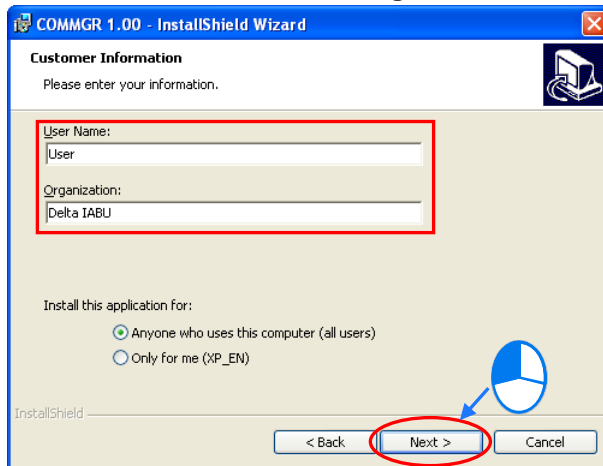 COMMGR 1.00 - InstallShield Wizard
Customer Information
Please enter your information.
User Name:
User
Organization:
Delta IABU
Install this application for:
Anyone who uses this computer (all users)
Only for me (XP_EN)
InstallShield
< Back Next > Cancel